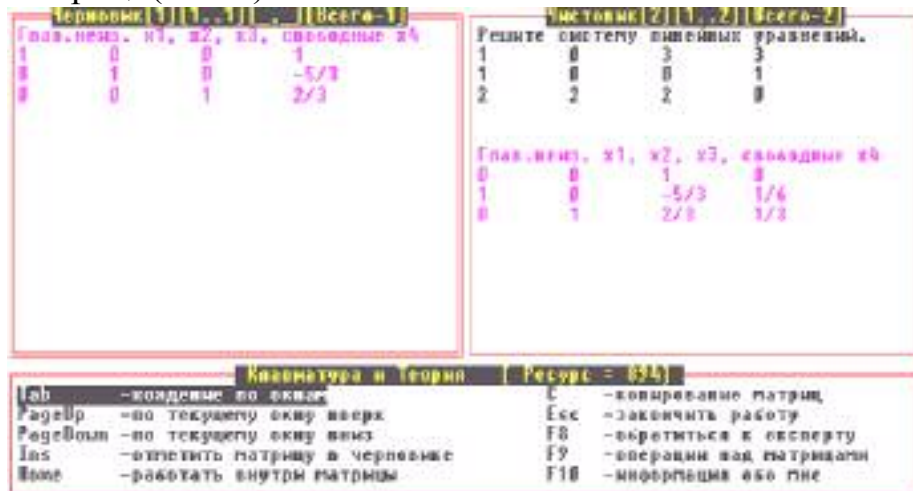 Черновик[1][1..1][ , ][Всего-1]
Глав.неиз. x1, x2, x3, свободные x4
1 0 0 1
0 1 0 -5/3
0 0 1 2/3
Чистовик[2][1..2][Всего-2]
Решите систему линейных уравнений.
1 0 3 3
1 0 0 1
2 2 2 0
Глав.неиз. x1, x2, x3, свободные x4
0 0 1 0
1 0 -5/3 1/6
0 1 2/3 1/3
Клавиатура и Теория [ Ресурс = 894]
Tab -хождение по окнам
PageUp -по текущему окну вверх
PageDown -по текущему окну вниз
Ins -отметить матрицу в черновике
Home -работать внутри матрицы
C -копирование матриц
Esc -закончить работу
F8 -обратиться к эксперту
F9 -операции над матрицами
F10 -информация обо мне